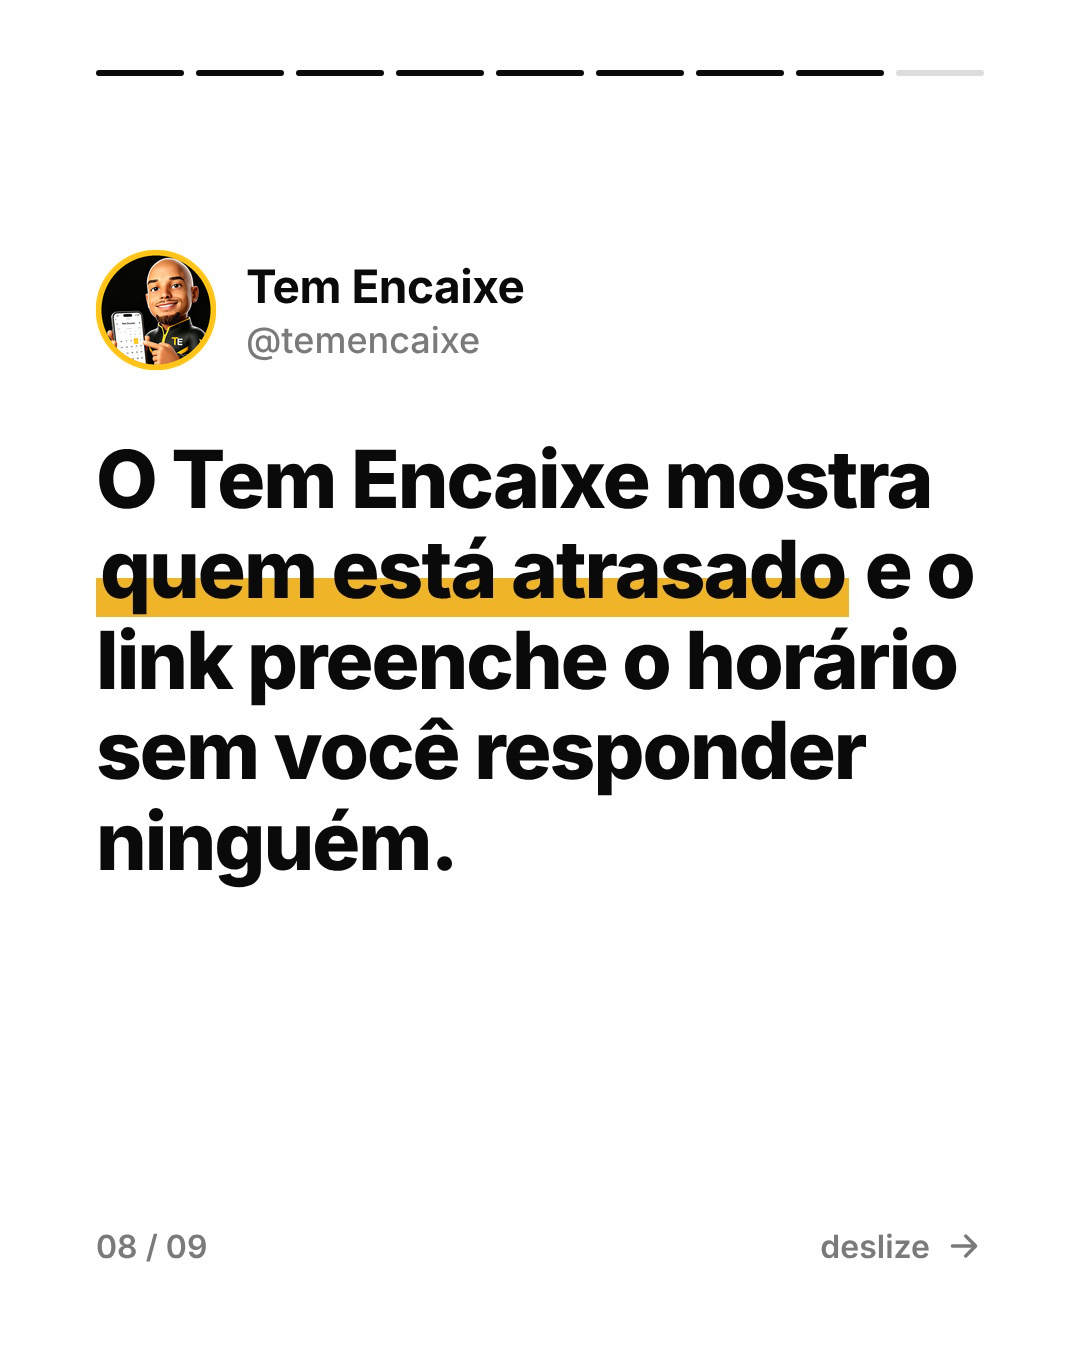 Tem Encaixe
@temencaixe
O Tem Encaixe mostra
quem está atrasado e o
link preenche o horário
sem você responder
ninguém.
08 / 09
deslize →